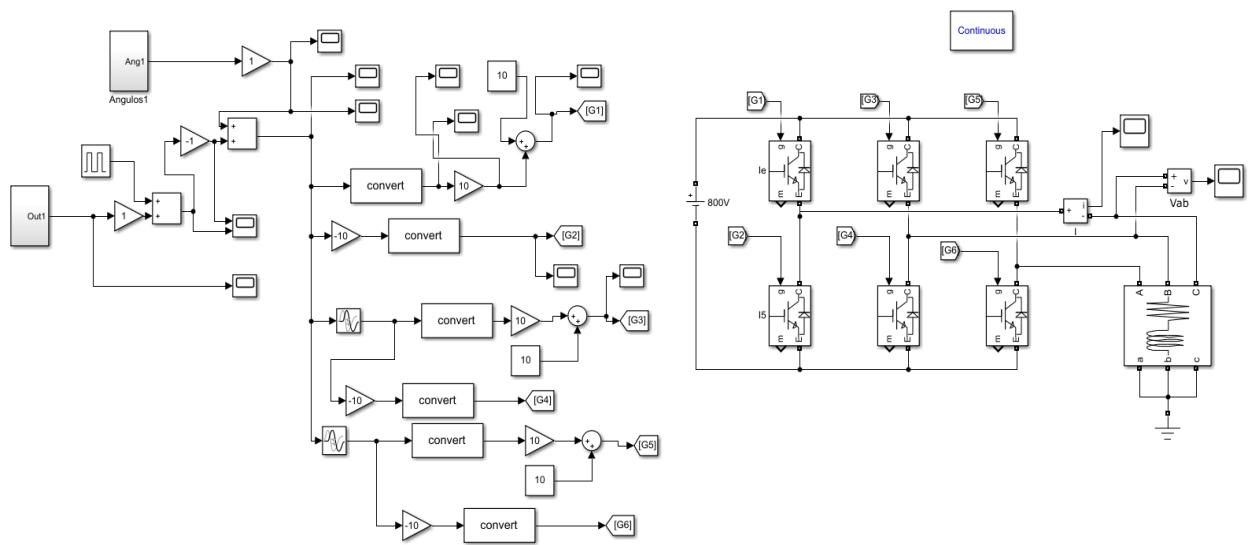 Continuous
Ang1
Angulos1
1
10
[G1]
+
+
-1
+
+
convert
10
Out1
1
+
+
-10
convert
[G2]
convert
10
+
+
[G3]
10
-10
convert
[G4]
convert
10
+
+
[G5]
10
-10
convert
[G6]
[G1]
[G3]
[G5]
g
C
g
C
g
C
Ie
m
E
m
E
m
E
+
800V
+
i
-
I
+
-
v
Vab
[G2]
[G4]
[G6]
g
C
g
C
g
C
I5
m
E
m
E
m
E
A
B
C
a
b
c